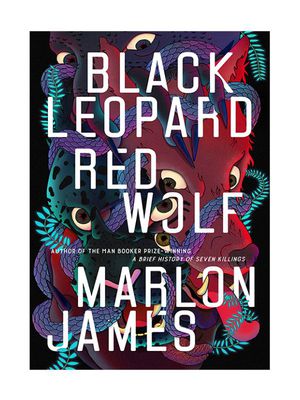 BLACK
LEOPARD
RED
WOLF
AUTHOR OF THE MAN BOOKER PRIZE-WINNING
A BRIEF HISTORY OF SEVEN KILLINGS
MARLON
JAMES